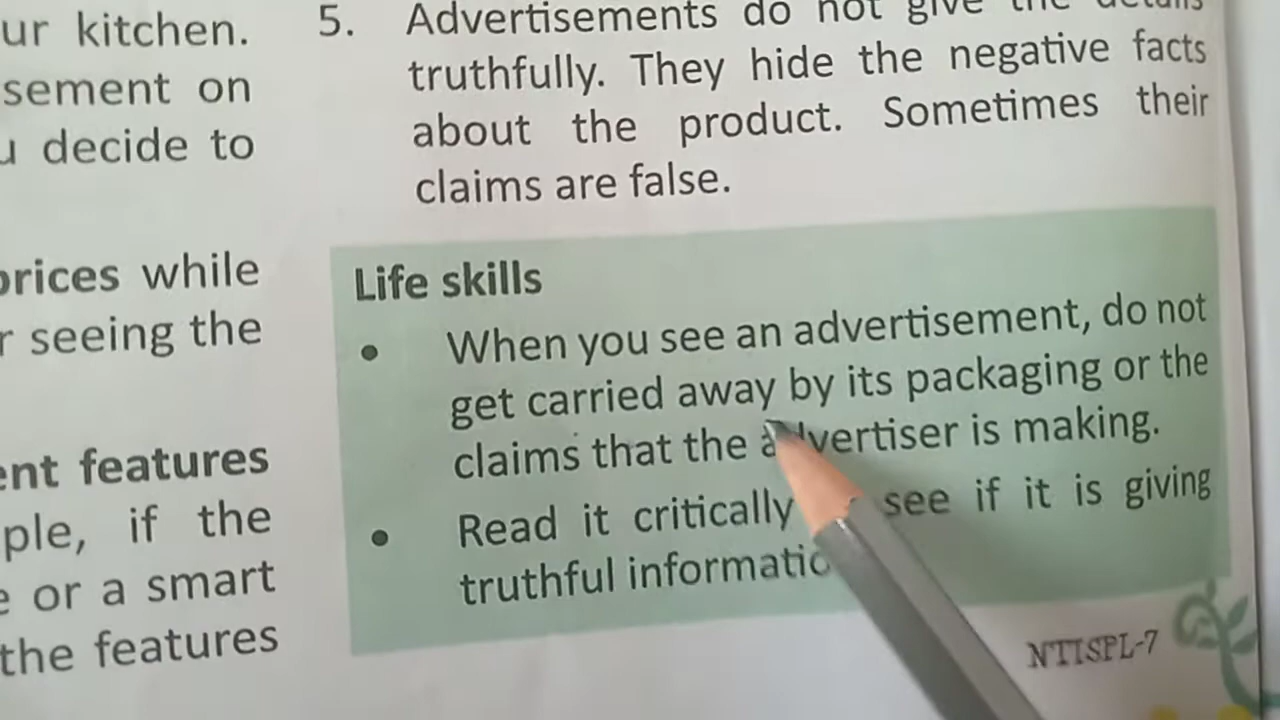 ur kitchen.
sement on
u decide to
prices while
r seeing the
ent features
ple, if the
e or a smart
the features
5. Advertisements do not give the details
truthfully. They hide the negative facts
about the product. Sometimes their
claims are false.
Life skills
• When you see an advertisement, do not
get carried away by its packaging or the
claims that the advertiser is making.
• Read it critically see if it is giving
truthful informatio
NTISPL-7